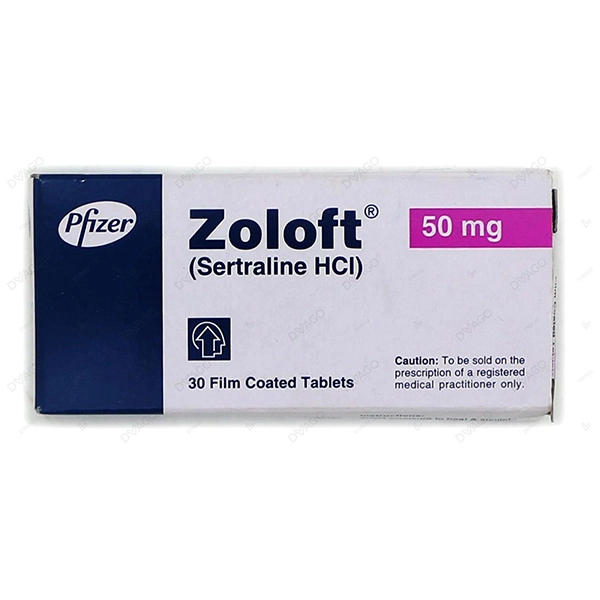 Pfizer
Zoloft®
(Sertraline HCl)
50 mg
30 Film Coated Tablets
Caution: To be sold on the
prescription of a registered
medical practitioner only.
DVAGO